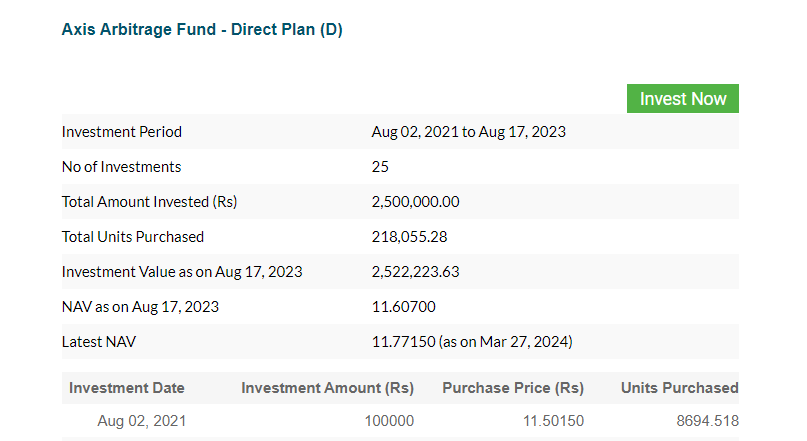 Axis Arbitrage Fund - Direct Plan (D)
Invest Now
Investment Period Aug 02, 2021 to Aug 17, 2023
No of Investments 25
Total Amount Invested (Rs) 2,500,000.00
Total Units Purchased 218,055.28
Investment Value as on Aug 17, 2023 2,522,223.63
NAV as on Aug 17, 2023 11.60700
Latest NAV 11.77150 (as on Mar 27, 2024)
Investment Date Investment Amount (Rs) Purchase Price (Rs) Units Purchased
Aug 02, 2021 100000 11.50150 8694.518